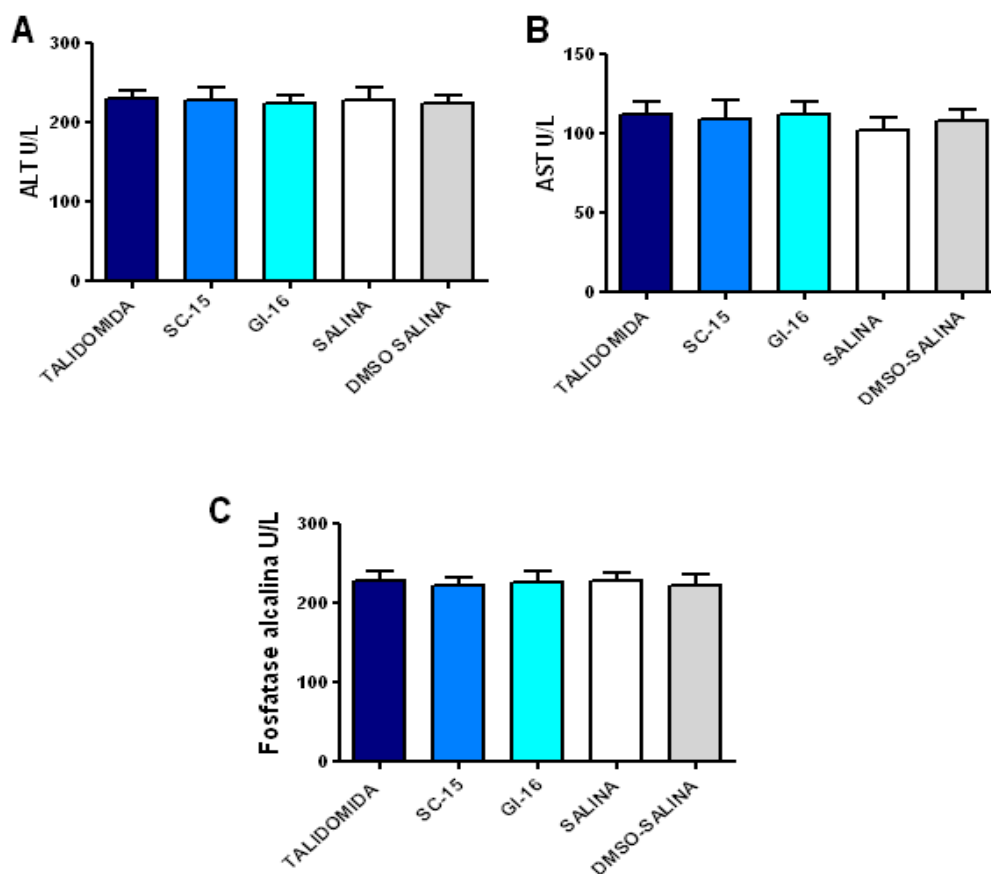 A
ALT U/L
300
200
100
0
TALIDOMIDA
SC-15
GI-16
SALINA
DMSO SALINA
B
AST U/L
150
100
50
0
TALIDOMIDA
SC-15
GI-16
SALINA
DMSO-SALINA
C
Fosfatase alcalina U/L
300
200
100
0
TALIDOMIDA
SC-15
GI-16
SALINA
DMSO-SALINA